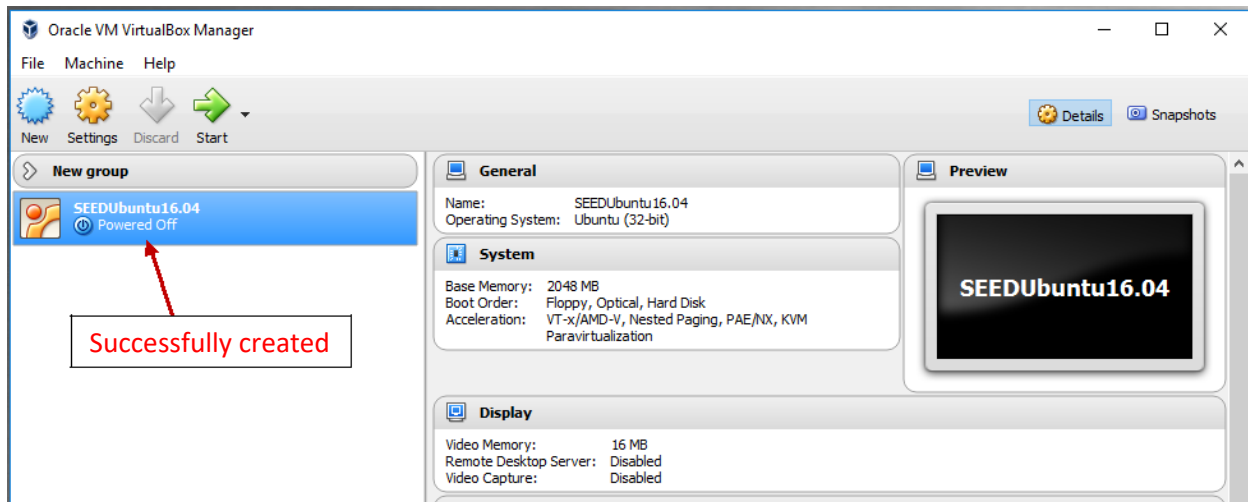 Oracle VM VirtualBox Manager
File Machine Help
New Settings Discard Start
Details Snapshots
New group
SEEDUbuntu16.04
Powered Off
Successfully created
General
Name: SEEDUbuntu16.04
Operating System: Ubuntu (32-bit)
System
Base Memory: 2048 MB
Boot Order: Floppy, Optical, Hard Disk
Acceleration: VT-x/AMD-V, Nested Paging, PAE/NX, KVM
Paravirtualization
Preview
SEEDUbuntu16.04
Display
Video Memory: 16 MB
Remote Desktop Server: Disabled
Video Capture: Disabled